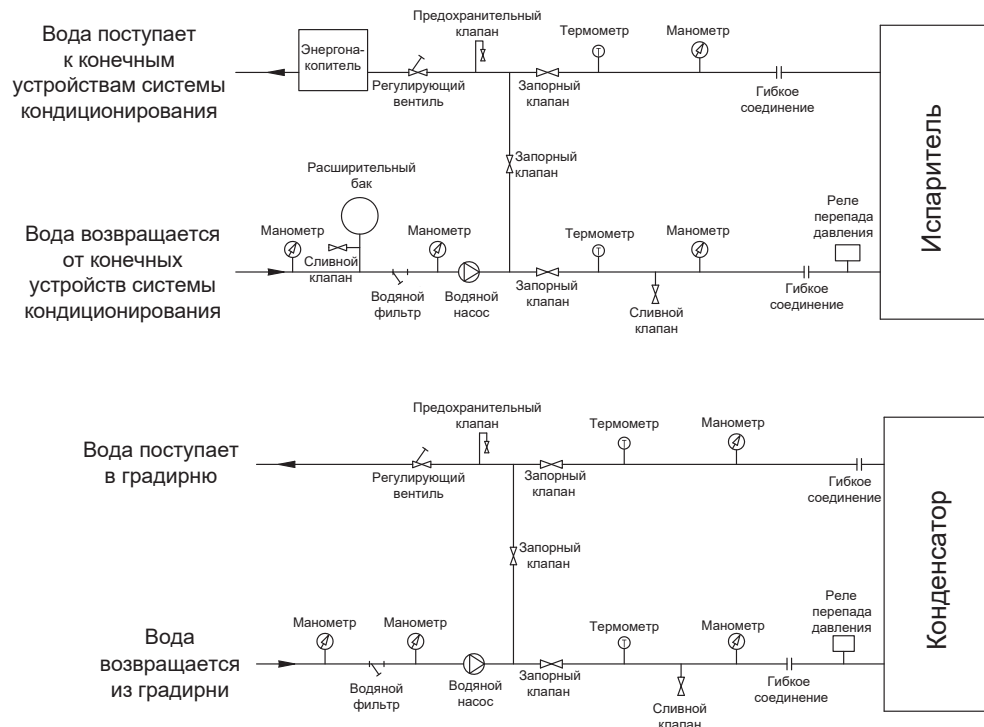 Вода поступает
к конечным
устройствам системы
кондиционирования
Энергона-
копитель
Предохранительный
клапан
Регулирующий
вентиль
Запорный
клапан
Термометр
Манометр
Гибкое
соединение
Испаритель
Запорный
клапан
Расширительный
бак
Вода возвращается
от конечных
устройств системы
кондиционирования
Манометр
Сливной
клапан
Водяной
фильтр
Манометр
Водяной
насос
Запорный
клапан
Термометр
Сливной
клапан
Манометр
Гибкое
соединение
Реле
перепада
давления
Вода поступает
в градирню
Предохранительный
клапан
Регулирующий
вентиль
Запорный
клапан
Термометр
Манометр
Гибкое
соединение
Конденсатор
Запорный
клапан
Вода
возвращается
из градирни
Манометр
Водяной
фильтр
Манометр
Водяной
насос
Запорный
клапан
Термометр
Сливной
клапан
Манометр
Гибкое
соединение
Реле
перепада
давления